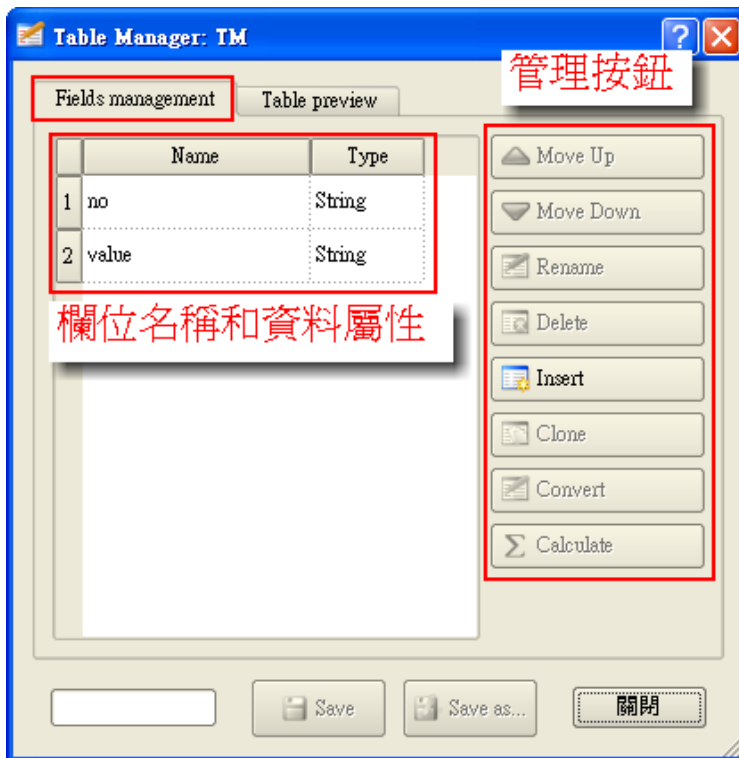 Table Manager: TM
管理按鈕
Fields management
Table preview
Name Type
1 no String
2 value String
欄位名稱和資料屬性
Move Up
Move Down
Rename
Delete
Insert
Clone
Convert
Calculate
Save
Save as...
關閉